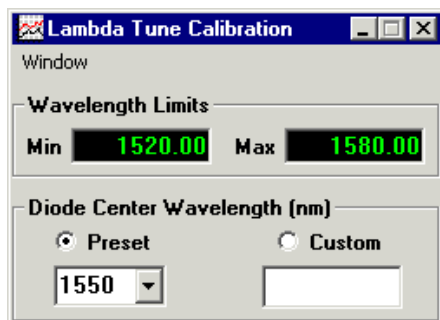 Lambda Tune Calibration
Window
Wavelength Limits
Min 1520.00 Max 1580.00
Diode Center Wavelength (nm)
Preset Custom
1550